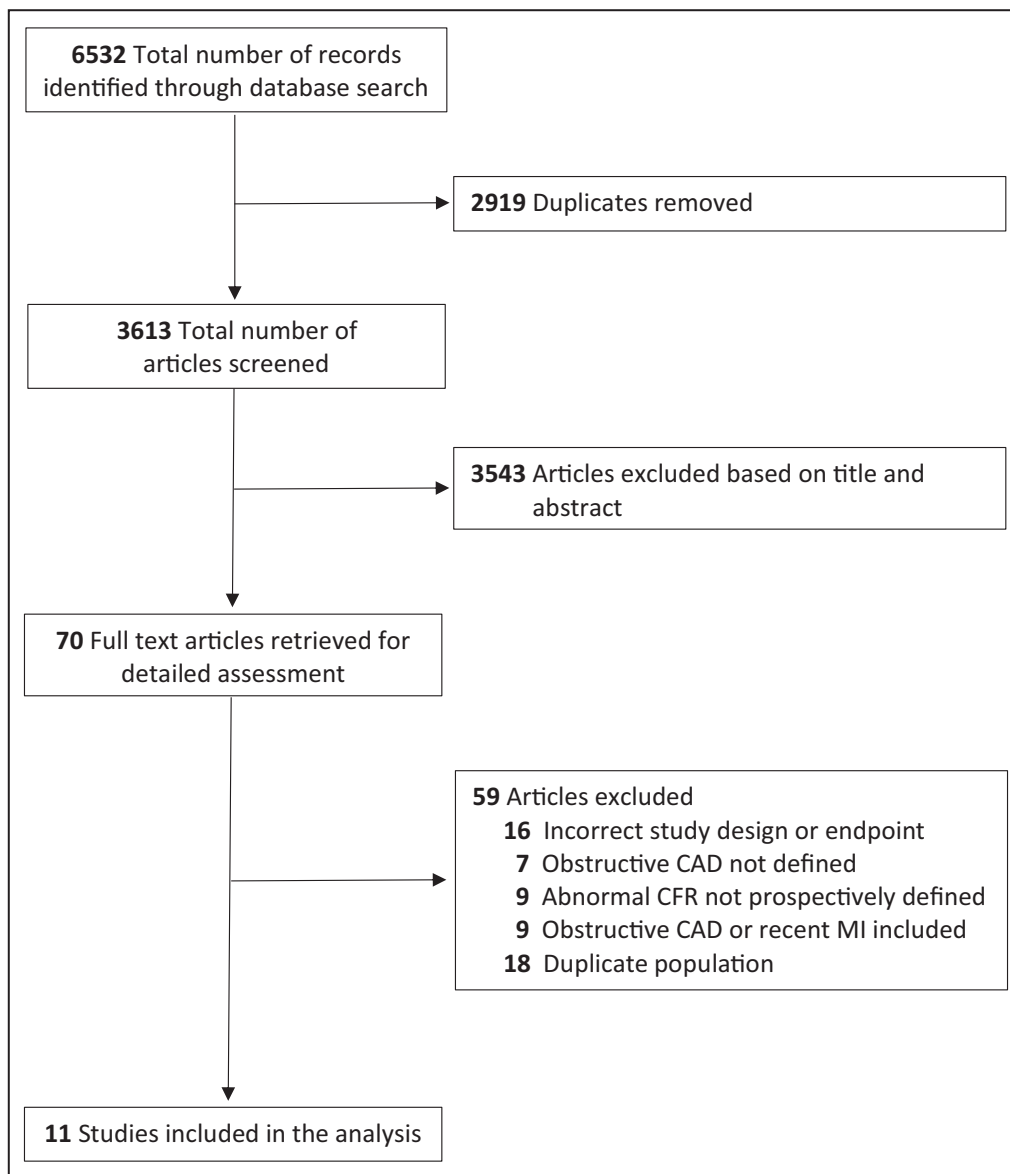 6532 Total number of records
identified through database search
2919 Duplicates removed
3613 Total number of
articles screened
3543 Articles excluded based on title and
abstract
70 Full text articles retrieved for
detailed assessment
59 Articles excluded
16 Incorrect study design or endpoint
7 Obstructive CAD not defined
9 Abnormal CFR not prospectively defined
9 Obstructive CAD or recent MI included
18 Duplicate population
11 Studies included in the analysis